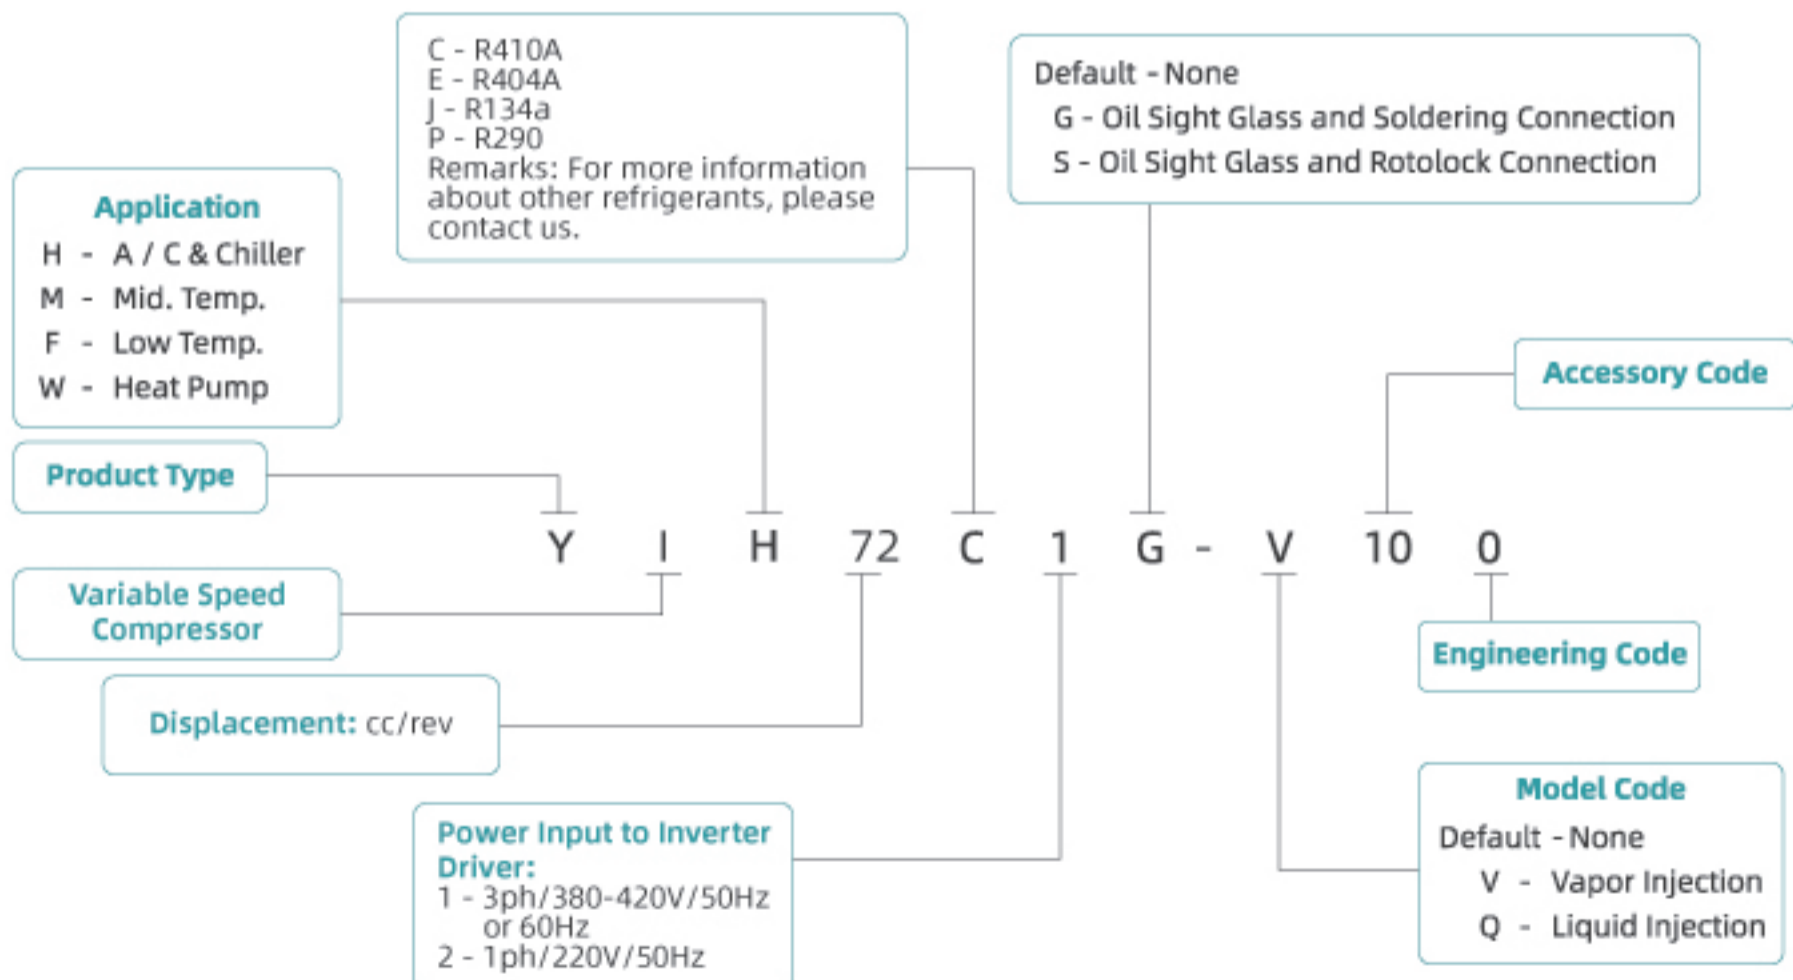 C - R410A
E - R404A
J - R134a
P - R290
Remarks: For more information
about other refrigerants, please
contact us.
Default - None
G - Oil Sight Glass and Soldering Connection
S - Oil Sight Glass and Rotolock Connection
Application
H - A / C & Chiller
M - Mid. Temp.
F - Low Temp.
W - Heat Pump
Accessory Code
Product Type
Y I H 72 C 1 G - V 10 0
Variable Speed
Compressor
Engineering Code
Displacement: cc/rev
Power Input to Inverter
Driver:
1 - 3ph/380-420V/50Hz
or 60Hz
2 - 1ph/220V/50Hz
Model Code
Default - None
V - Vapor Injection
Q - Liquid Injection